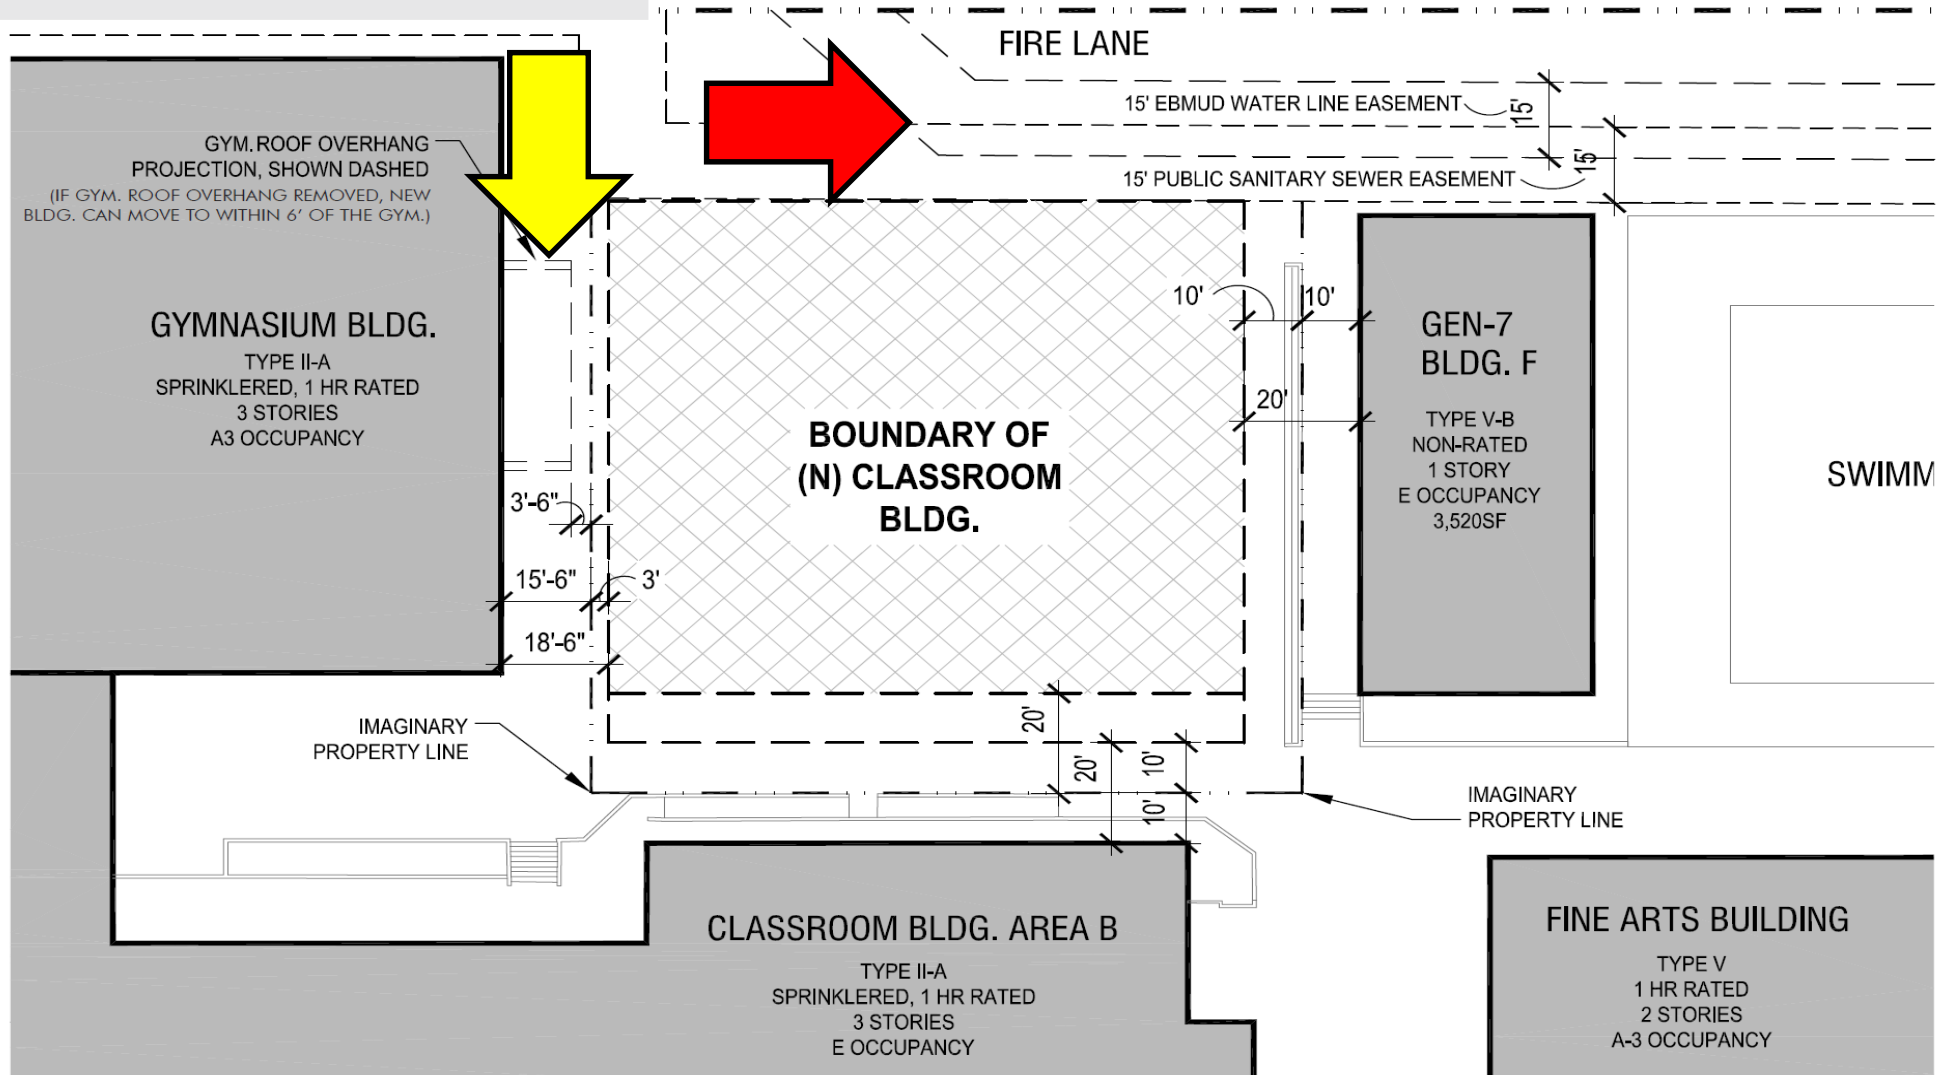 FIRE LANE
15' EBMUD WATER LINE EASEMENT
15'
15' PUBLIC SANITARY SEWER EASEMENT
15'
GYM. ROOF OVERHANG
PROJECTION, SHOWN DASHED
(IF GYM. ROOF OVERHANG REMOVED, NEW
BLDG. CAN MOVE TO WITHIN 6' OF THE GYM.)
GYMNASIUM BLDG.
TYPE II-A
SPRINKLERED, 1 HR RATED
3 STORIES
A3 OCCUPANCY
3'-6"
15'-6"
3'
18'-6"
BOUNDARY OF
(N) CLASSROOM
BLDG.
10'
10'
20'
GEN-7
BLDG. F
TYPE V-B
NON-RATED
1 STORY
E OCCUPANCY
3,520SF
SWIMM
IMAGINARY
PROPERTY LINE
20'
20'
10'
10'
IMAGINARY
PROPERTY LINE
CLASSROOM BLDG. AREA B
TYPE II-A
SPRINKLERED, 1 HR RATED
3 STORIES
E OCCUPANCY
FINE ARTS BUILDING
TYPE V
1 HR RATED
2 STORIES
A-3 OCCUPANCY